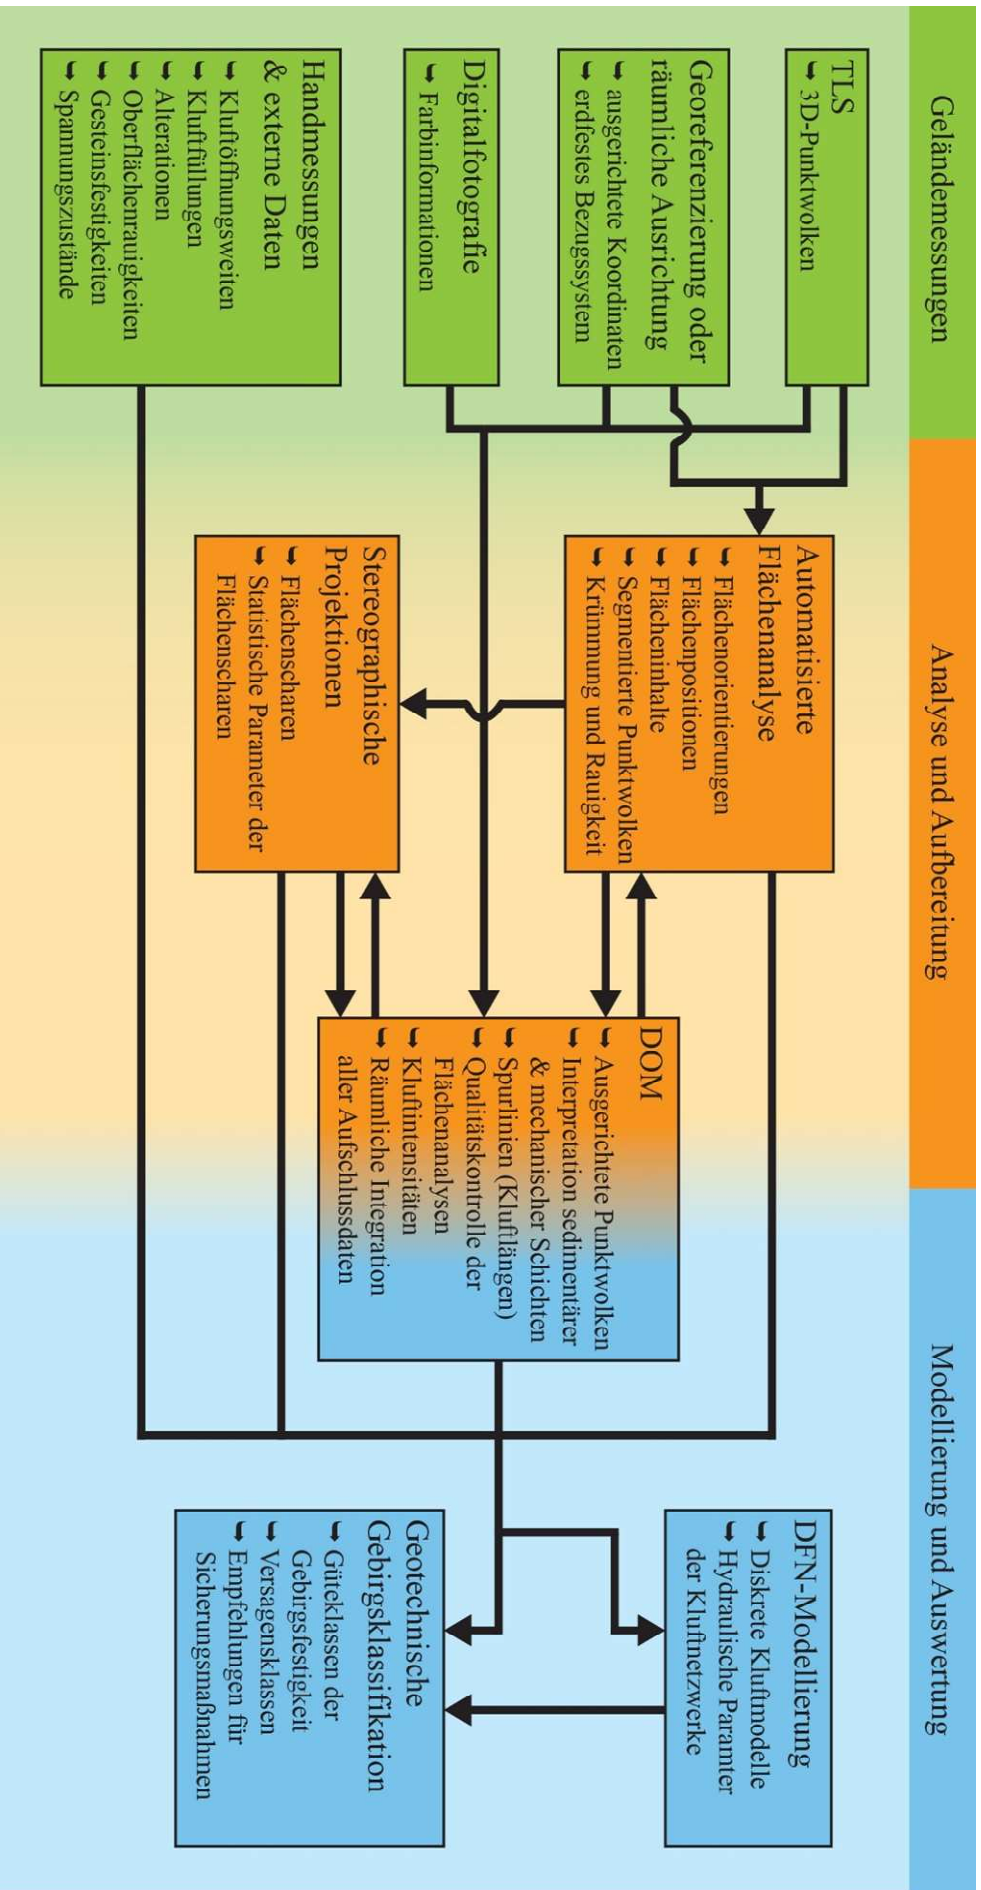 Geländemessungen
Analyse und Aufbereitung
Modellierung und Auswertung
TLS
➥ 3D-Punktwolken
Georeferenzierung oder
räumliche Ausrichtung
➥ ausgerichtete Koordinaten
➥ erdfestes Bezugssystem
Digitalfotografie
➥ Farbinformationen
Handmessungen
& externe Daten
➥ Kluftöffnungsweiten
➥ Kluftfüllungen
➥ Alterationen
➥ Oberflächenrauigkeiten
➥ Gesteinsfestigkeiten
➥ Spannungszustände
Automatisierte
Flächenanalyse
➥ Flächenorientierungen
➥ Flächenpositionen
➥ Flächeninhalte
➥ Segmentierte Punktwolken
➥ Krümmung und Rauigkeit
Stereographische
Projektionen
➥ Flächenscharen
➥ Statistische Parameter der
Flächenscharen
DOM
➥ Ausgerichtete Punktwolken
➥ Interpretation sedimentärer
& mechanischer Schichten
➥ Spurlinien (Kluftlängen)
➥ Qualitätskontrolle der
Flächenanalysen
➥ Kluftintensitäten
➥ Räumliche Integration
aller Aufschlussdaten
DFN-Modellierung
➥ Diskrete Kluftmodelle
➥ Hydraulische Paramter
der Kluftnetzwerke
Geotechnische
Gebirgsklassifikation
➥ Güteklassen der
Gebirgsfestigkeit
➥ Versagensklassen
➥ Empfehlungen für
Sicherungsmaßnahmen